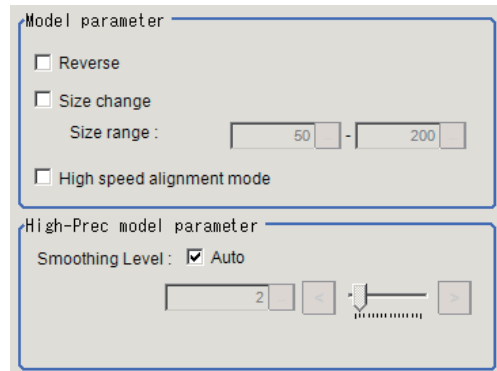 Model parameter
Reverse
Size change
Size range : 50 ... - 200 ...
High speed alignment mode
High-Prec model parameter
Smoothing Level : Auto
2 ... < >